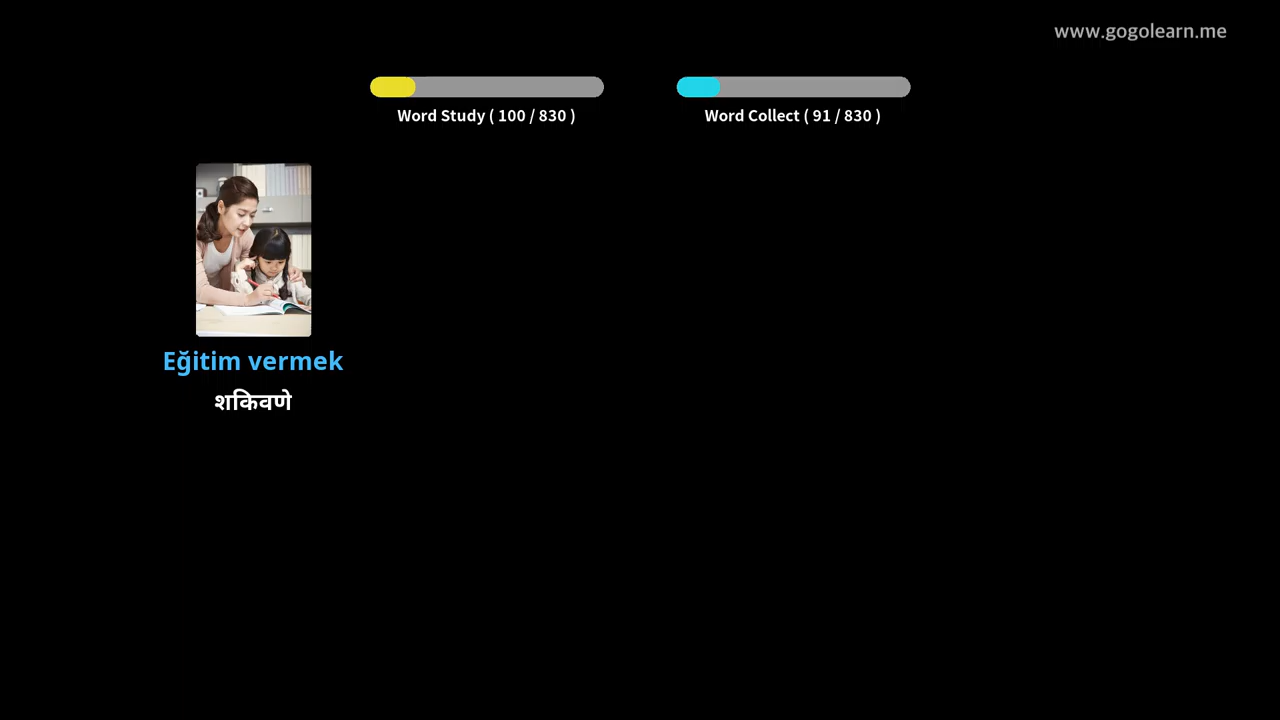 www.gogolearn.me
Word Study ( 100 / 830 )
Word Collect ( 91 / 830 )
Eğitim vermek
शकिवणे